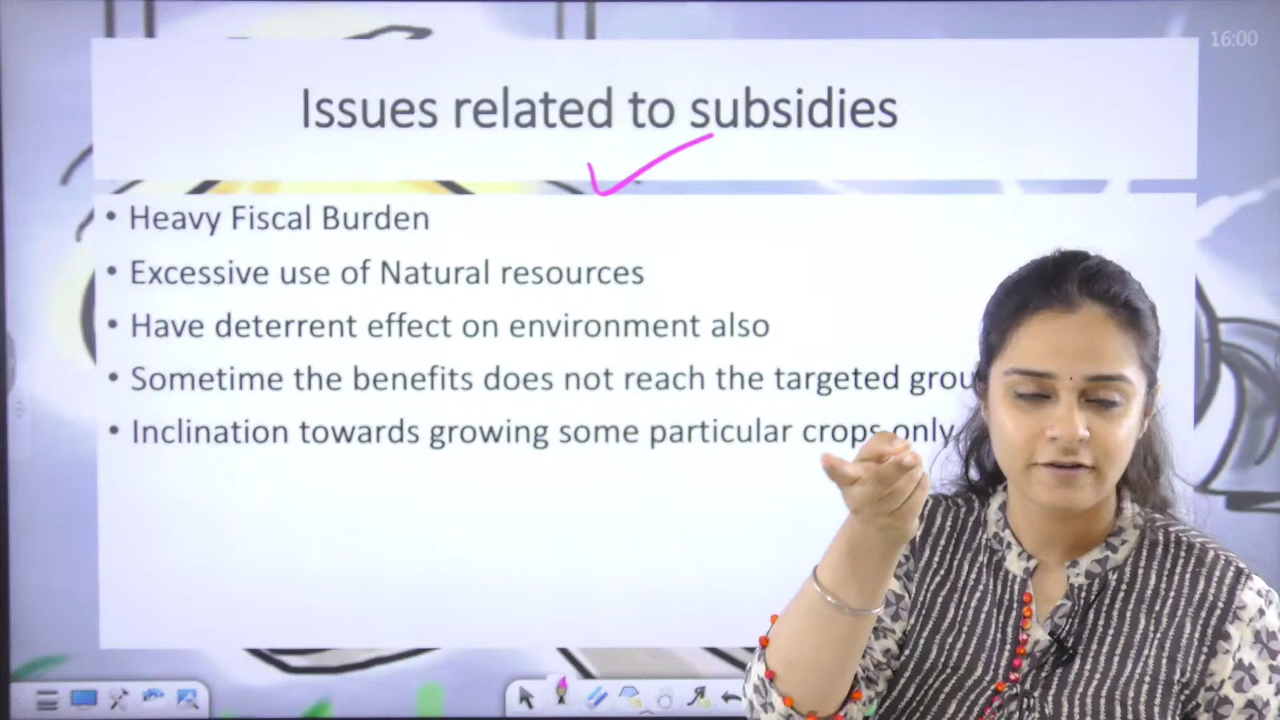 16:00
Issues related to subsidies
• Heavy Fiscal Burden
• Excessive use of Natural resources
• Have deterrent effect on environment also
• Sometime the benefits does not reach the targeted
• Inclination towards growing some particular crops only